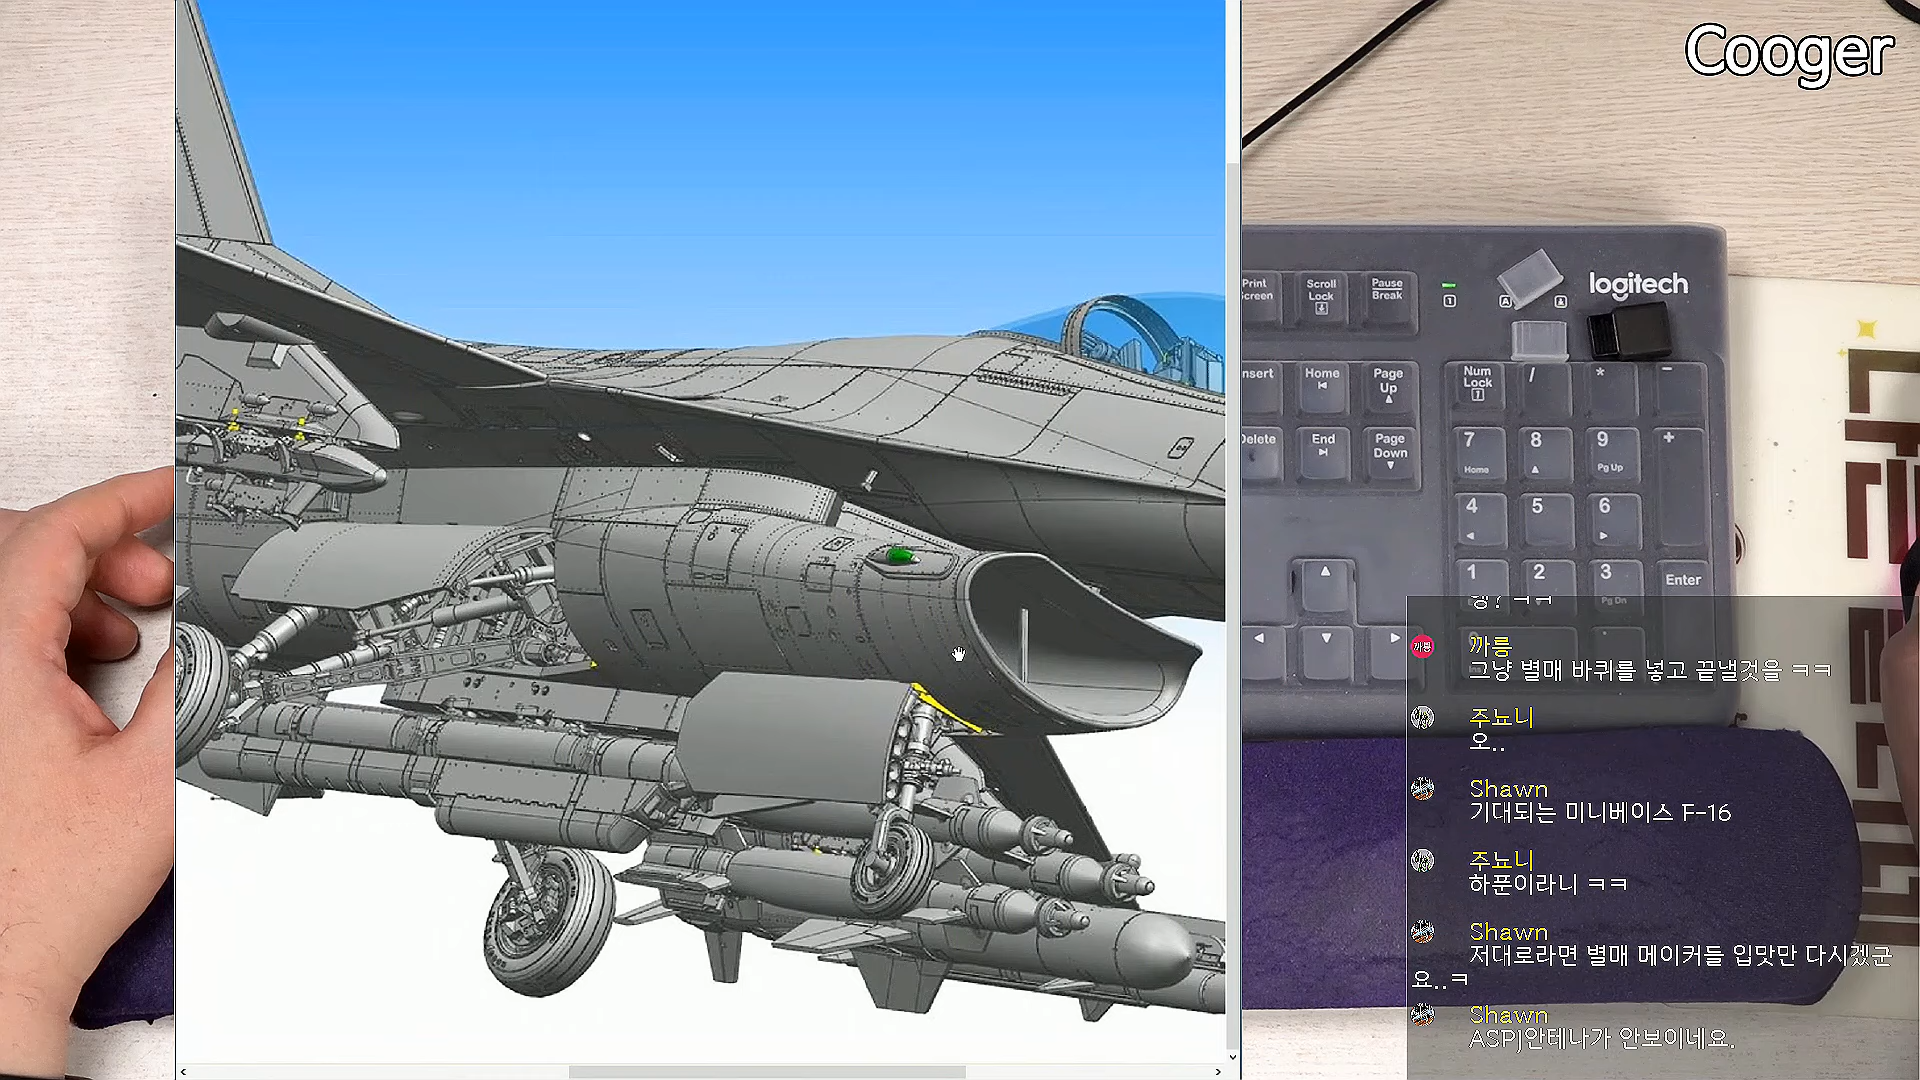 Cooger
logitech
Print
Screen
Scroll
Lock
Pause
Break
1
A
Insert
Home
Page
Up
Num
Lock
/
*
-
Delete
End
Page
Down
7
Home
8
9
Pg Up
+
4
5
6
1
2
3
Pg Dn
Enter
까릉
그냥 별매 바퀴를 넣고 끝낼것을 ㅋㅋ
주뇨니
오..
Shawn
기대되는 미니베이스 F-16
주뇨니
하푼이라니 ㅋㅋ
Shawn
저대로라면 별매 메이커들 입맛만 다시겠군
요..ㅋ
Shawn
ASPJ안테나가 안보이네요.